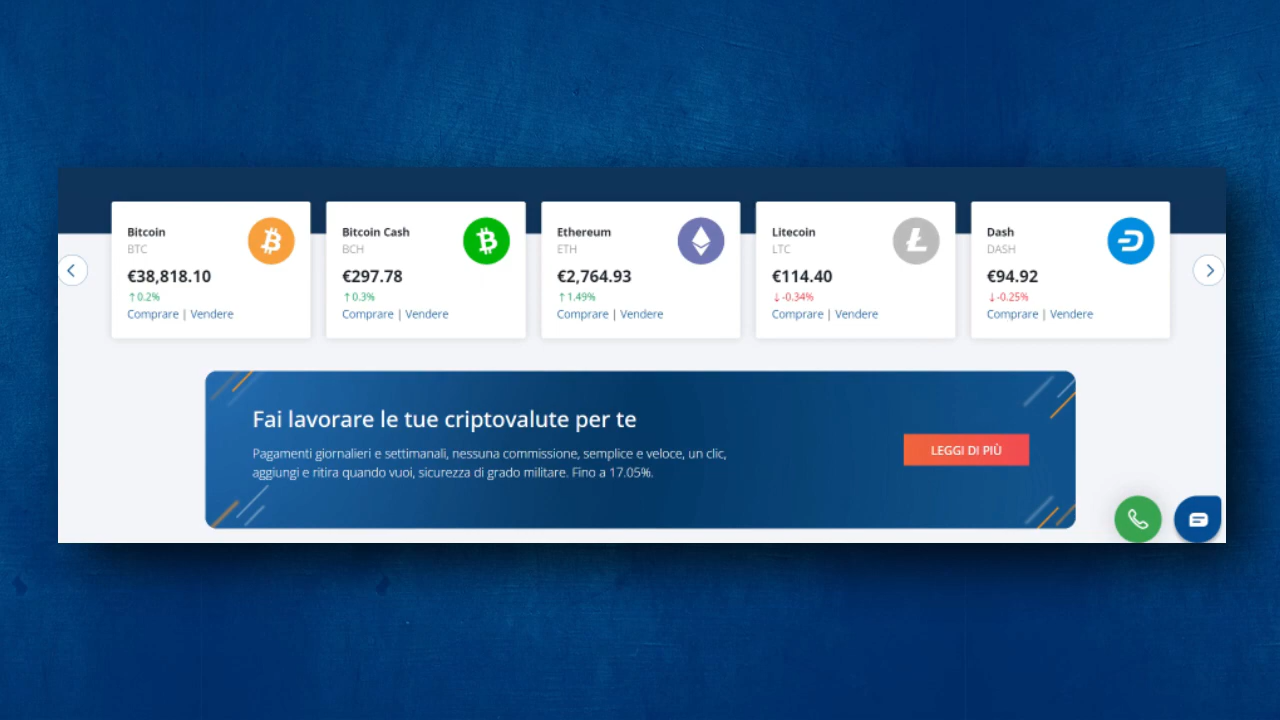 Bitcoin
BTC
€38,818.10
↑0.2%
Comprare | Vendere
Bitcoin Cash
BCH
€297.78
↑0.3%
Comprare | Vendere
Ethereum
ETH
€2,764.93
↑1.49%
Comprare | Vendere
Litecoin
LTC
€114.40
↓-0.34%
Comprare | Vendere
Dash
DASH
€94.92
↓-0.25%
Comprare | Vendere
Fai lavorare le tue criptovalute per te
Pagamenti giornalieri e settimanali, nessuna commissione, semplice e veloce, un clic,
aggiungi e ritira quando vuoi, sicurezza di grado militare. Fino a 17.05%.
LEGGI DI PIÙ